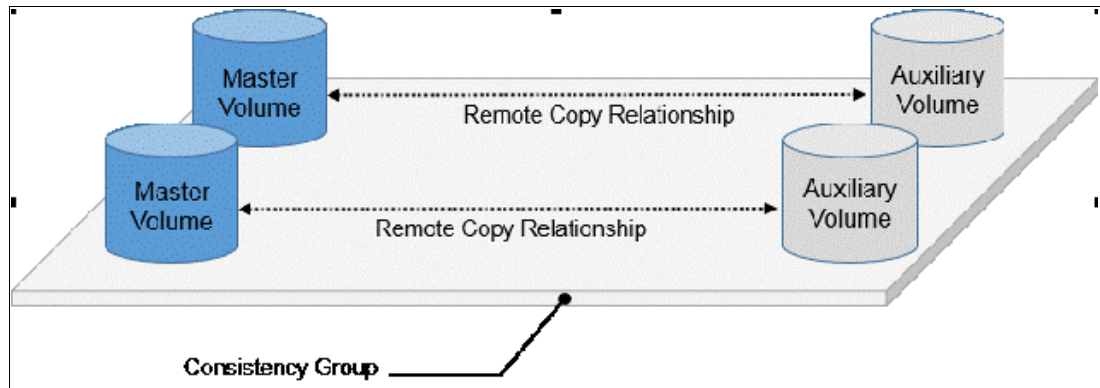 Master
Volume
Auxiliary
Volume
Remote Copy Relationship
Master
Volume
Auxiliary
Volume
Remote Copy Relationship
Consistency Group